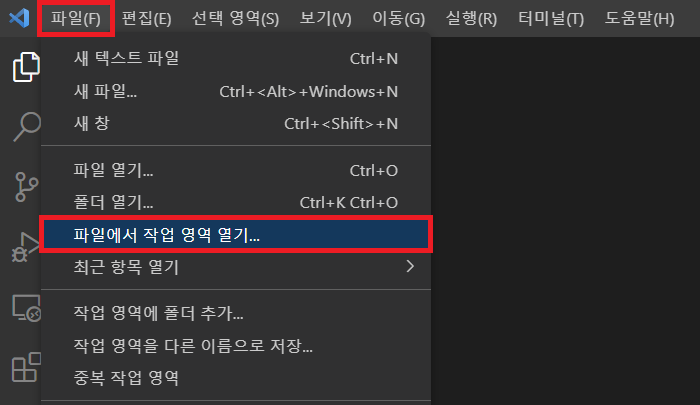 파일(F) 편집(E) 선택 영역(S) 보기(V) 이동(G) 실행(R) 터미널(T) 도움말(H)
새 텍스트 파일 Ctrl+N
새 파일... Ctrl+<Alt>+Windows+N
새 창 Ctrl+<Shift>+N
파일 열기... Ctrl+O
폴더 열기... Ctrl+K Ctrl+O
파일에서 작업 영역 열기...
최근 항목 열기
작업 영역에 폴더 추가...
작업 영역을 다른 이름으로 저장...
중복 작업 영역